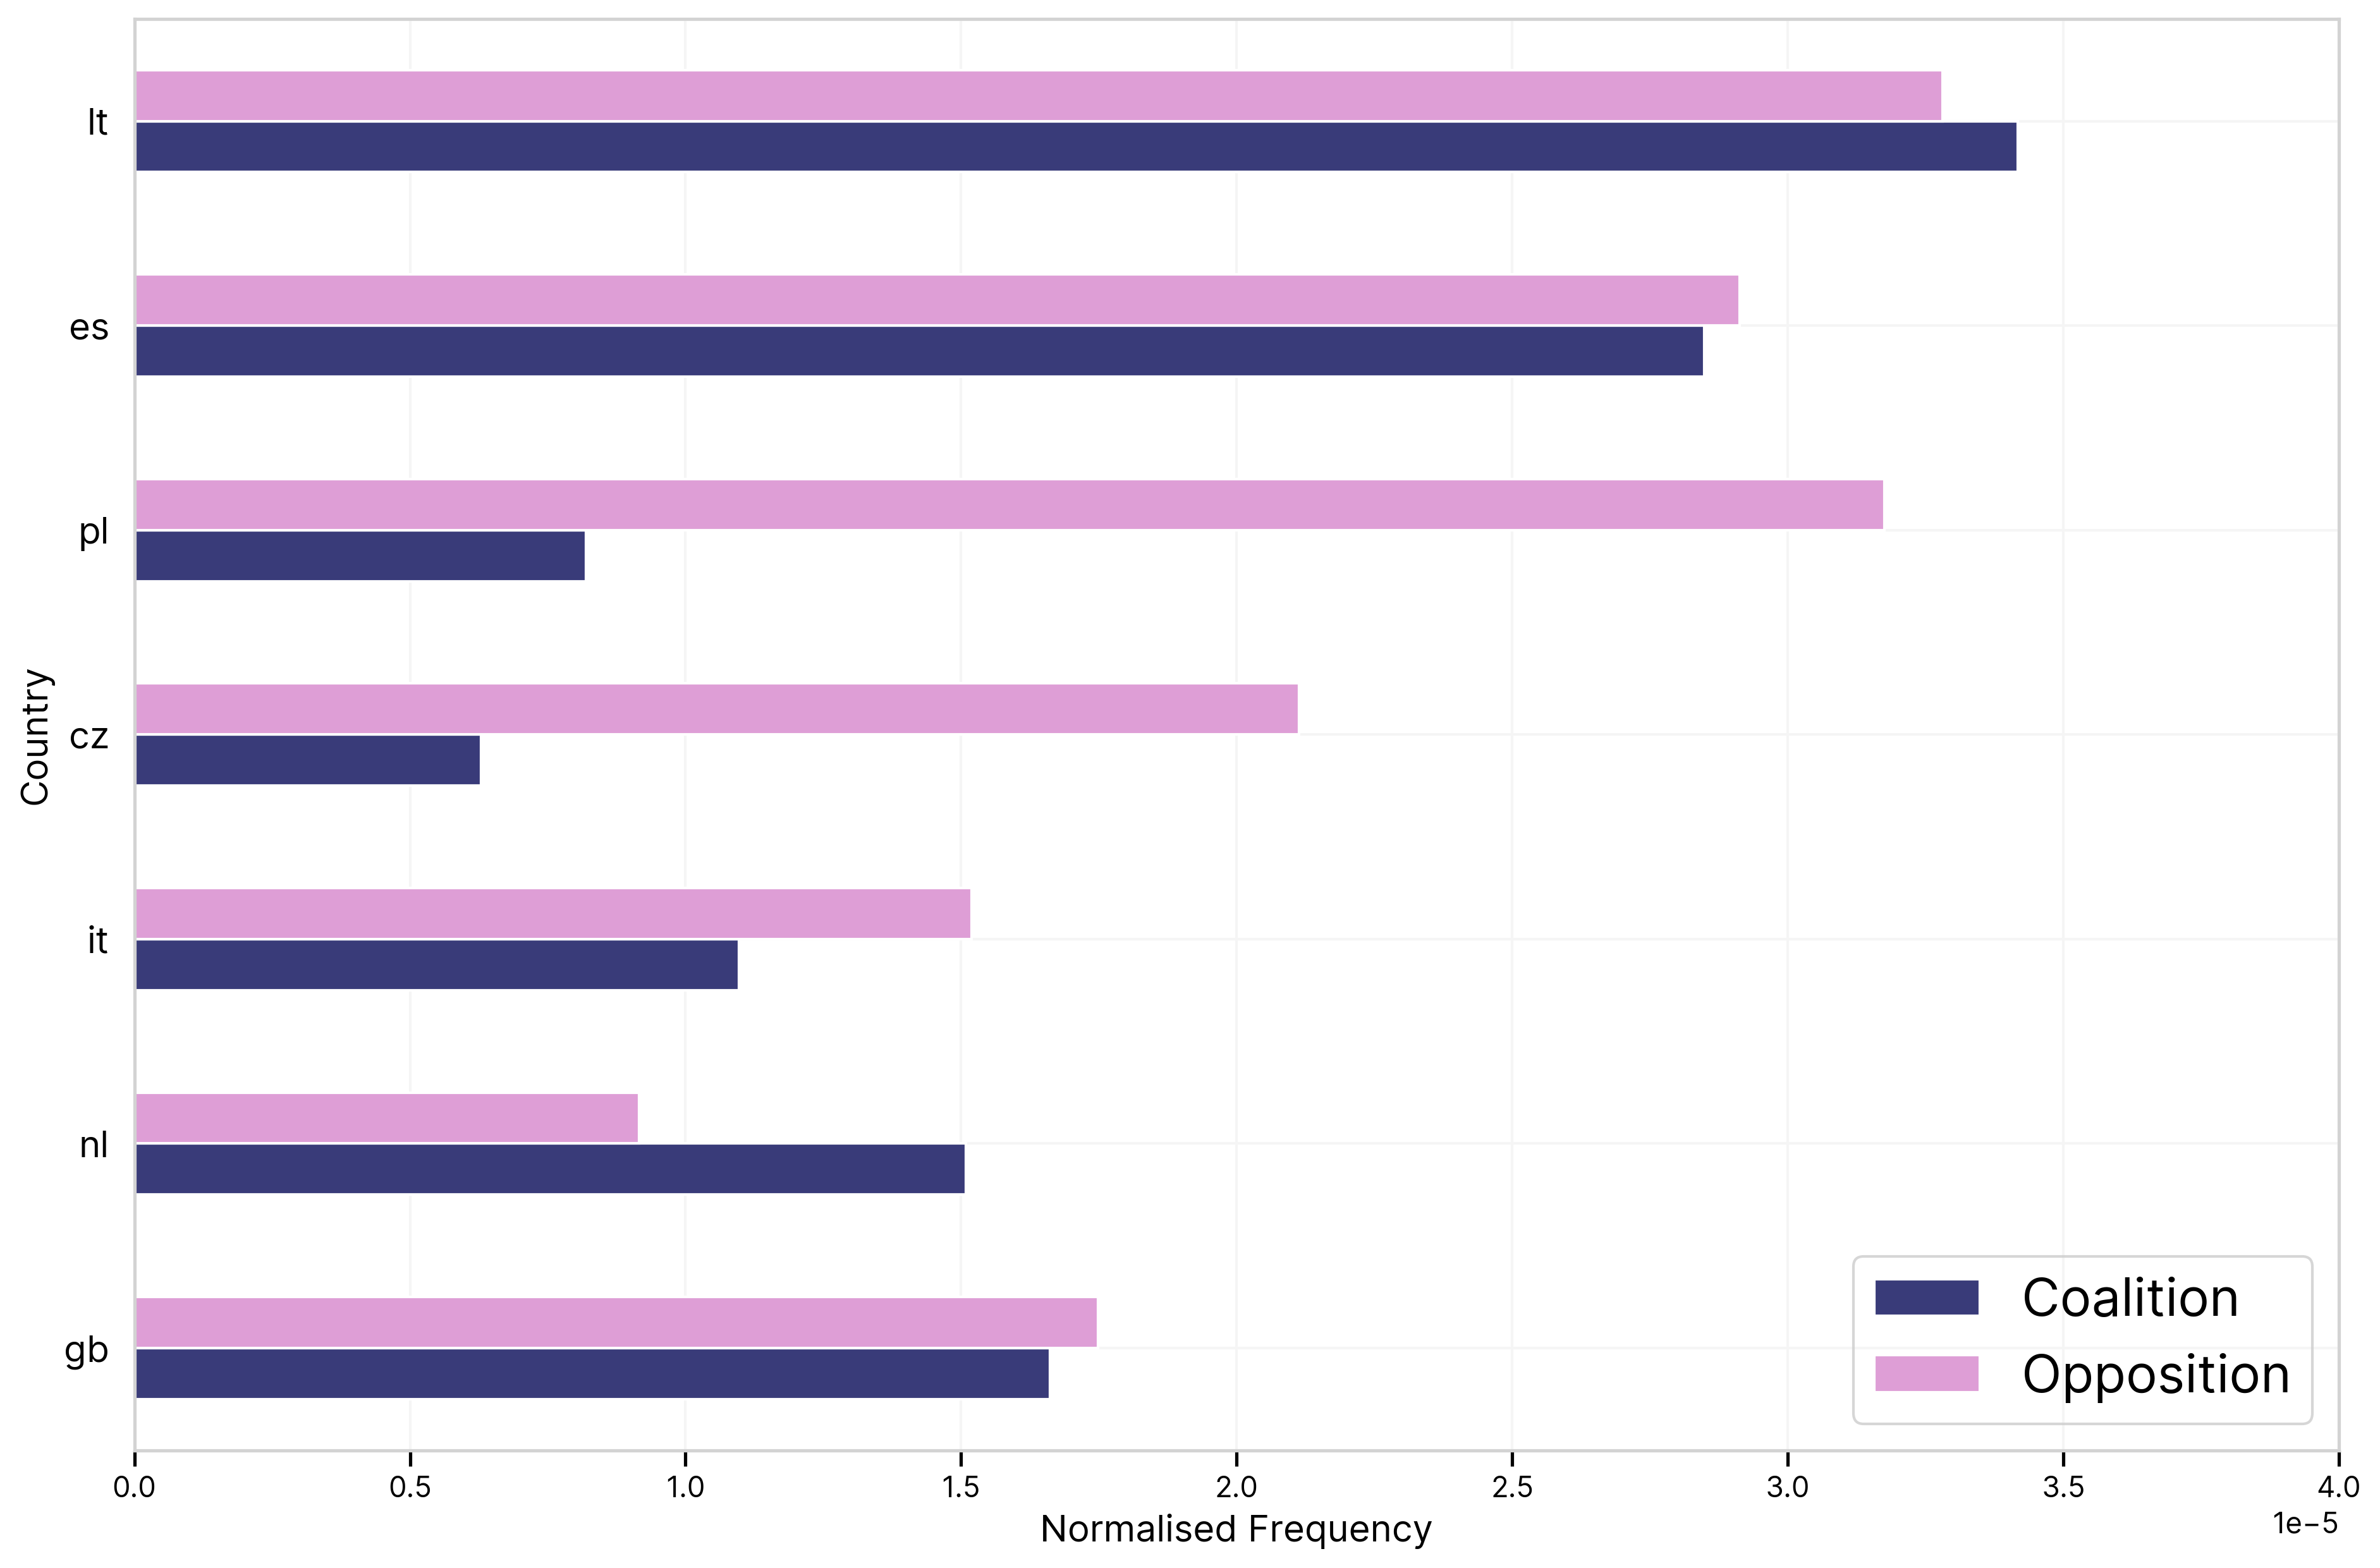 lt
es
pl
cz
it
nl
gb
Country
Coalition
Opposition
0.0 0.5 1.0 1.5 2.0 2.5 3.0 3.5 4.0
Normalised Frequency
1e−5